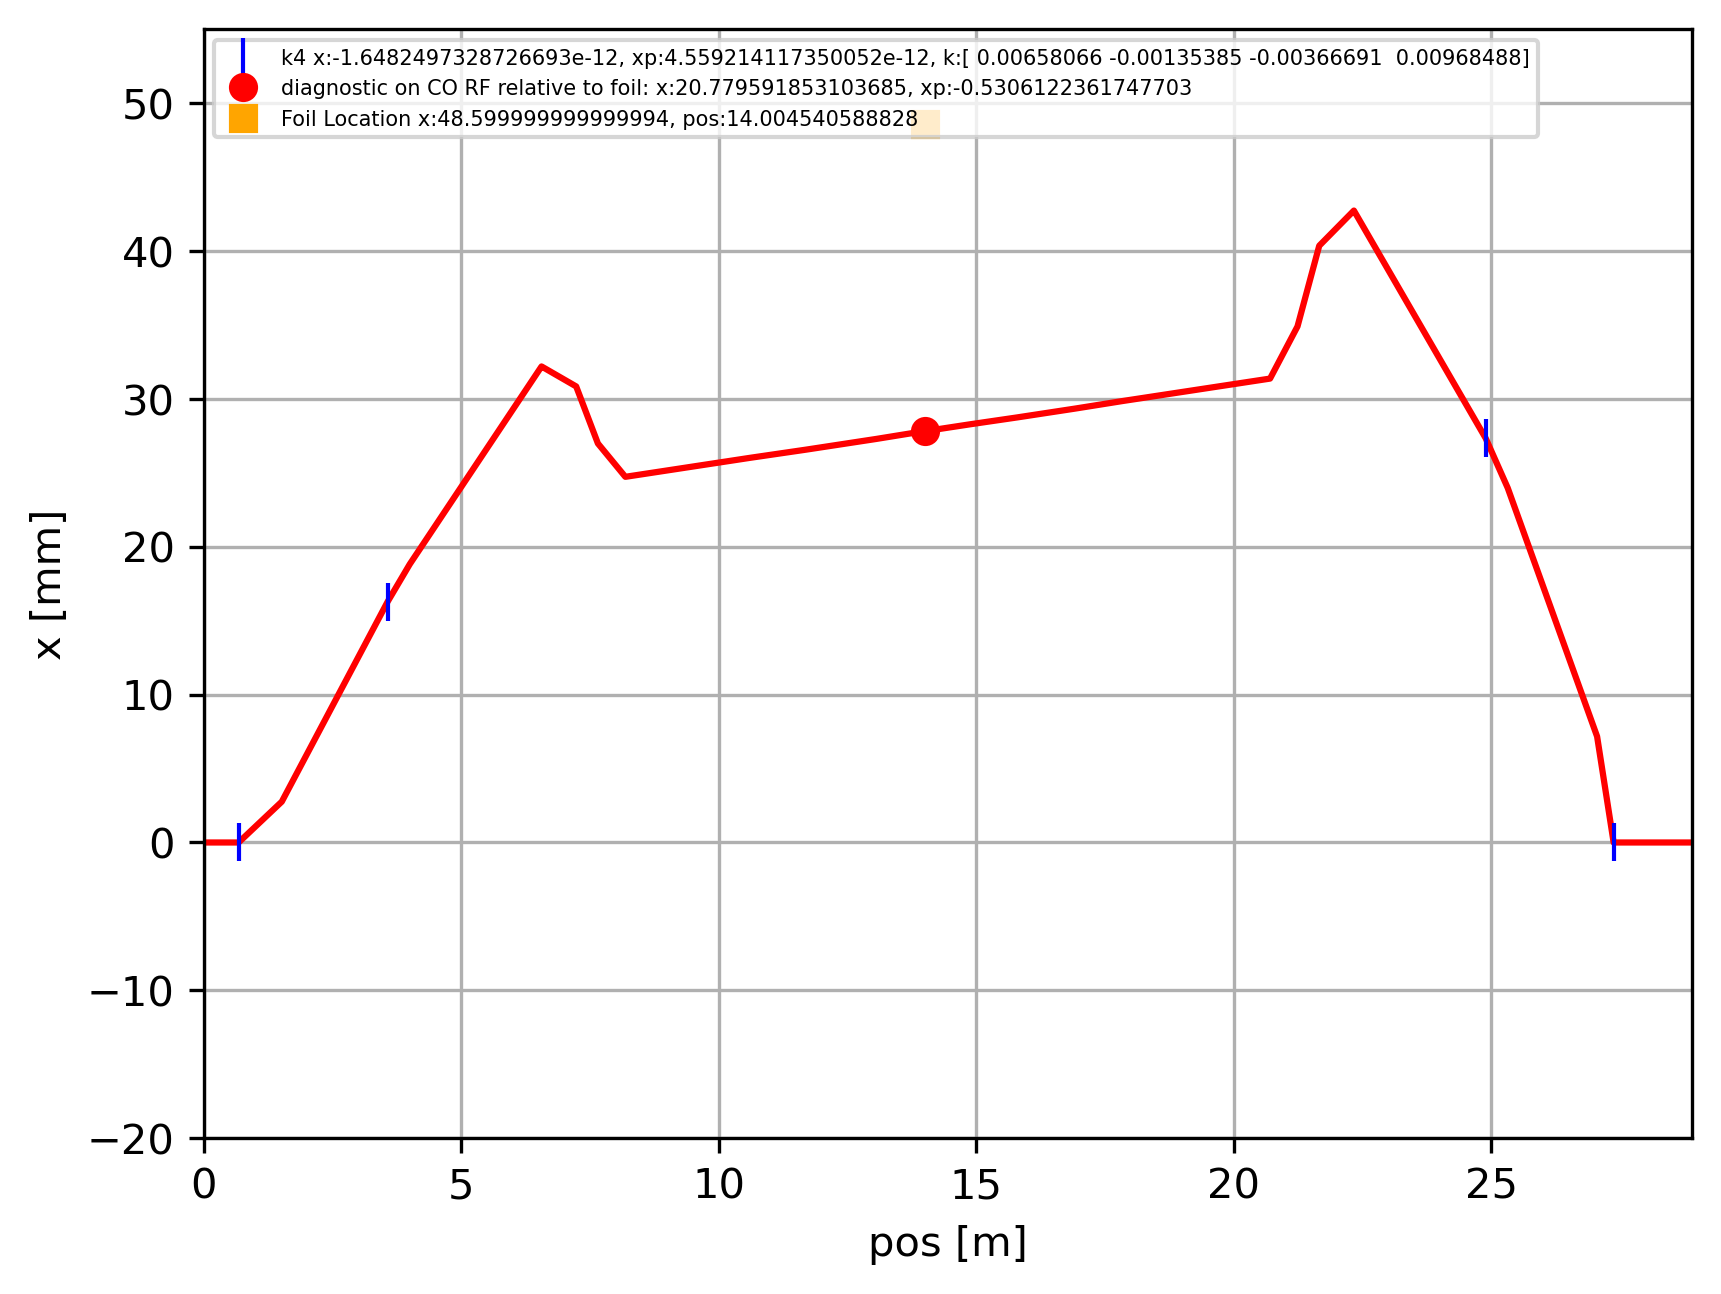 k4 x:-1.6482497328726693e-12, xp:4.559214117350052e-12, k:[ 0.00658066 -0.00135385 -0.00366691  0.00968488]
diagnostic on CO RF relative to foil: x:20.779591853103685, xp:-0.5306122361747703
Foil Location x:48.599999999999994, pos:14.004540588828
50
40
30
20
10
0
−10
−20
x [mm]
0 5 10 15 20 25
pos [m]